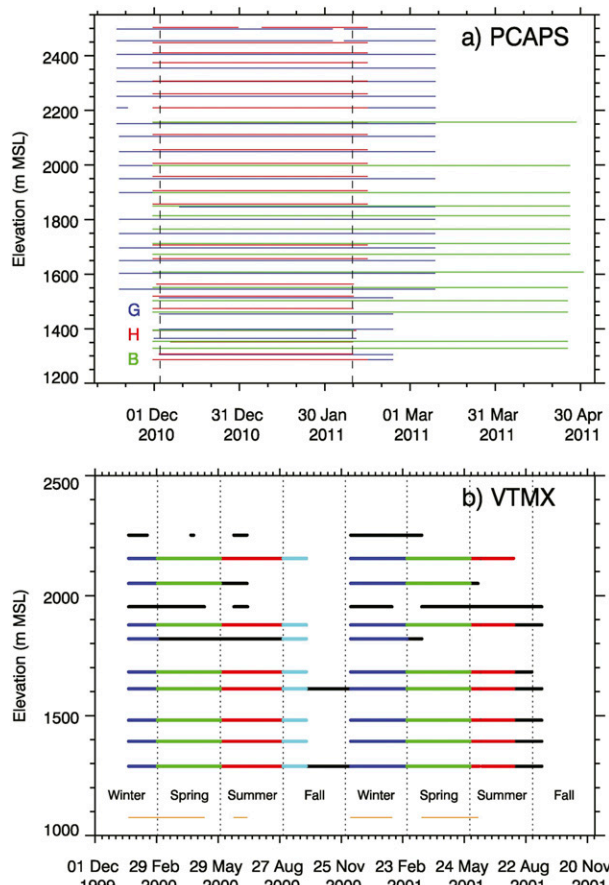 a) PCAPS
2400
2200
2000
1800
1600
1400
1200
Elevation (m MSL)
G
H
B
01 Dec 31 Dec 30 Jan 01 Mar 31 Mar 30 Apr
2010 2010 2011 2011 2011 2011
b) VTMX
2500
2000
1500
1000
Elevation (m MSL)
Winter Spring Summer Fall Winter Spring Summer Fall
01 Dec 29 Feb 29 May 27 Aug 25 Nov 23 Feb 24 May 22 Aug 20 Nov
1999 2000 2000 2000 2000 2001 2001 2001 2001